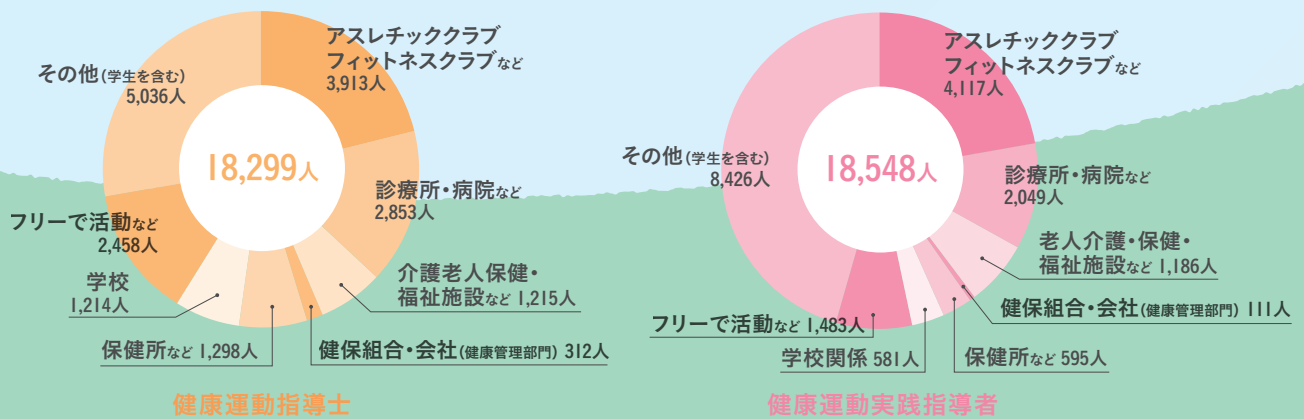 アスレチッククラブ
フィットネスクラブなど
3,913人
診療所・病院など
2,853人
介護老人保健・
福祉施設など 1,215人
健保組合・会社(健康管理部門) 312人
保健所など 1,298人
学校
1,214人
フリーで活動など
2,458人
その他(学生を含む)
5,036人
18,299人
健康運動指導士
アスレチッククラブ
フィットネスクラブなど
4,117人
診療所・病院など
2,049人
老人介護・保健・
福祉施設など 1,186人
健保組合・会社(健康管理部門) 111人
保健所など 595人
学校関係 581人
フリーで活動など 1,483人
その他(学生を含む)
8,426人
18,548人
健康運動実践指導者